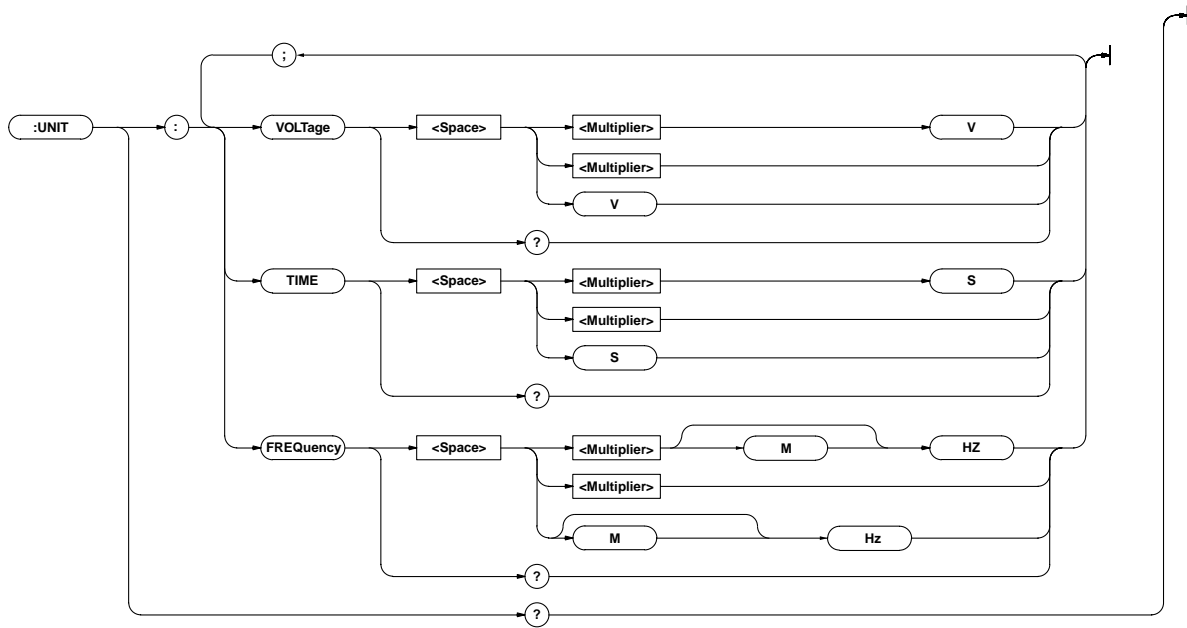 ;
:UNIT : VOLTage <Space> <Multiplier> V
<Multiplier>
V
?
TIME <Space> <Multiplier> S
<Multiplier>
S
?
FREQuency <Space> <Multiplier> M HZ
<Multiplier>
M Hz
?
?